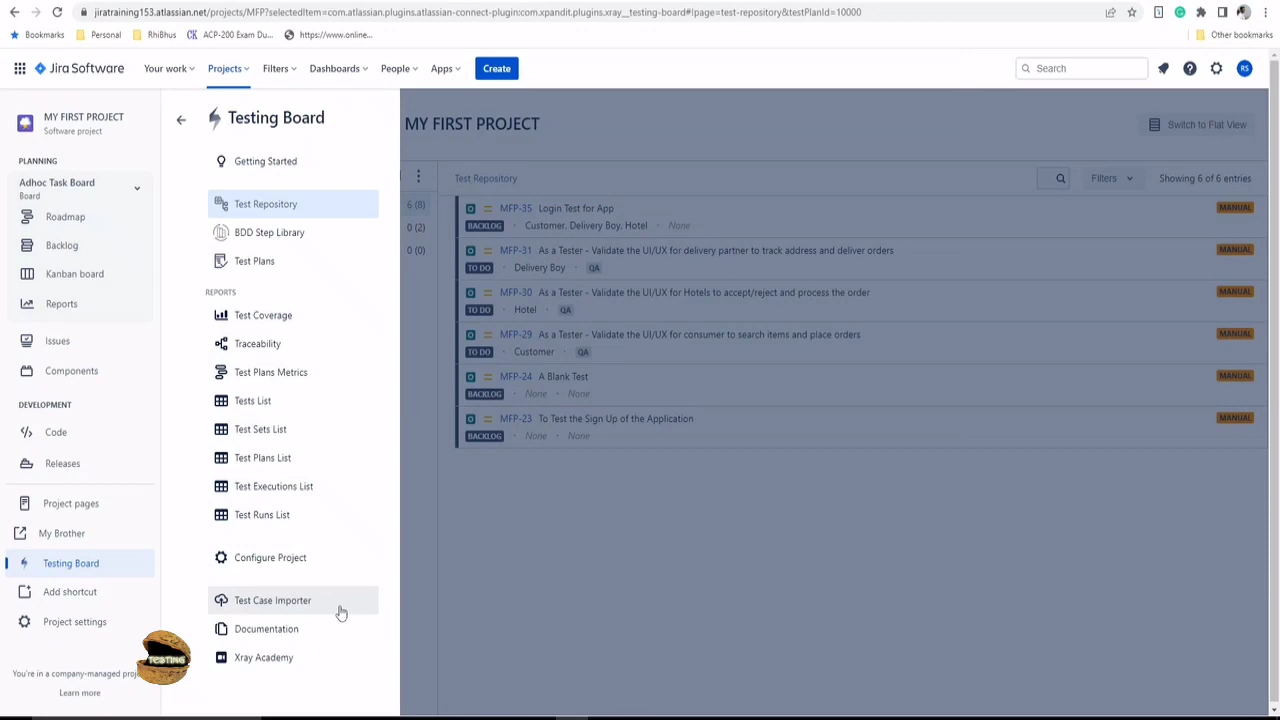 jiratraining153.atlassian.net/projects/MFP?selectedItem=com.atlassian.plugins.atlassian-connect-plugin:com.xpandit.plugins.xray__testing-board#!page=test-repository&testPlanId=10000
Bookmarks Personal RhiBhus ACP-200 Exam Du... https://www.online... Other bookmarks
Jira Software Your work Projects Filters Dashboards People Apps Create Search RS
MY FIRST PROJECT
Software project
PLANNING
Adhoc Task Board
Board
Roadmap
Backlog
Kanban board
Reports
Issues
Components
DEVELOPMENT
Code
Releases
Project pages
My Brother
Testing Board
Add shortcut
Project settings
TESTING
You're in a company-managed proj
Learn more
Testing Board
Getting Started
Test Repository
BDD Step Library
Test Plans
REPORTS
Test Coverage
Traceability
Test Plans Metrics
Tests List
Test Sets List
Test Plans List
Test Executions List
Test Runs List
Configure Project
Test Case Importer
Documentation
Xray Academy
MY FIRST PROJECT Switch to Flat View
6 (8)
0 (2)
0 (0)
Test Repository Filters Showing 6 of 6 entries
MFP-35 Login Test for App MANUAL
BACKLOG · Customer. Delivery Boy. Hotel · None
MFP-31 As a Tester - Validate the UI/UX for delivery partner to track address and deliver orders MANUAL
TO DO · Delivery Boy · QA
MFP-30 As a Tester - Validate the UI/UX for Hotels to accept/reject and process the order MANUAL
TO DO · Hotel · QA
MFP-29 As a Tester - Validate the UI/UX for consumer to search items and place orders MANUAL
TO DO · Customer · QA
MFP-24 A Blank Test MANUAL
BACKLOG · None · None
MFP-23 To Test the Sign Up of the Application MANUAL
BACKLOG · None · None